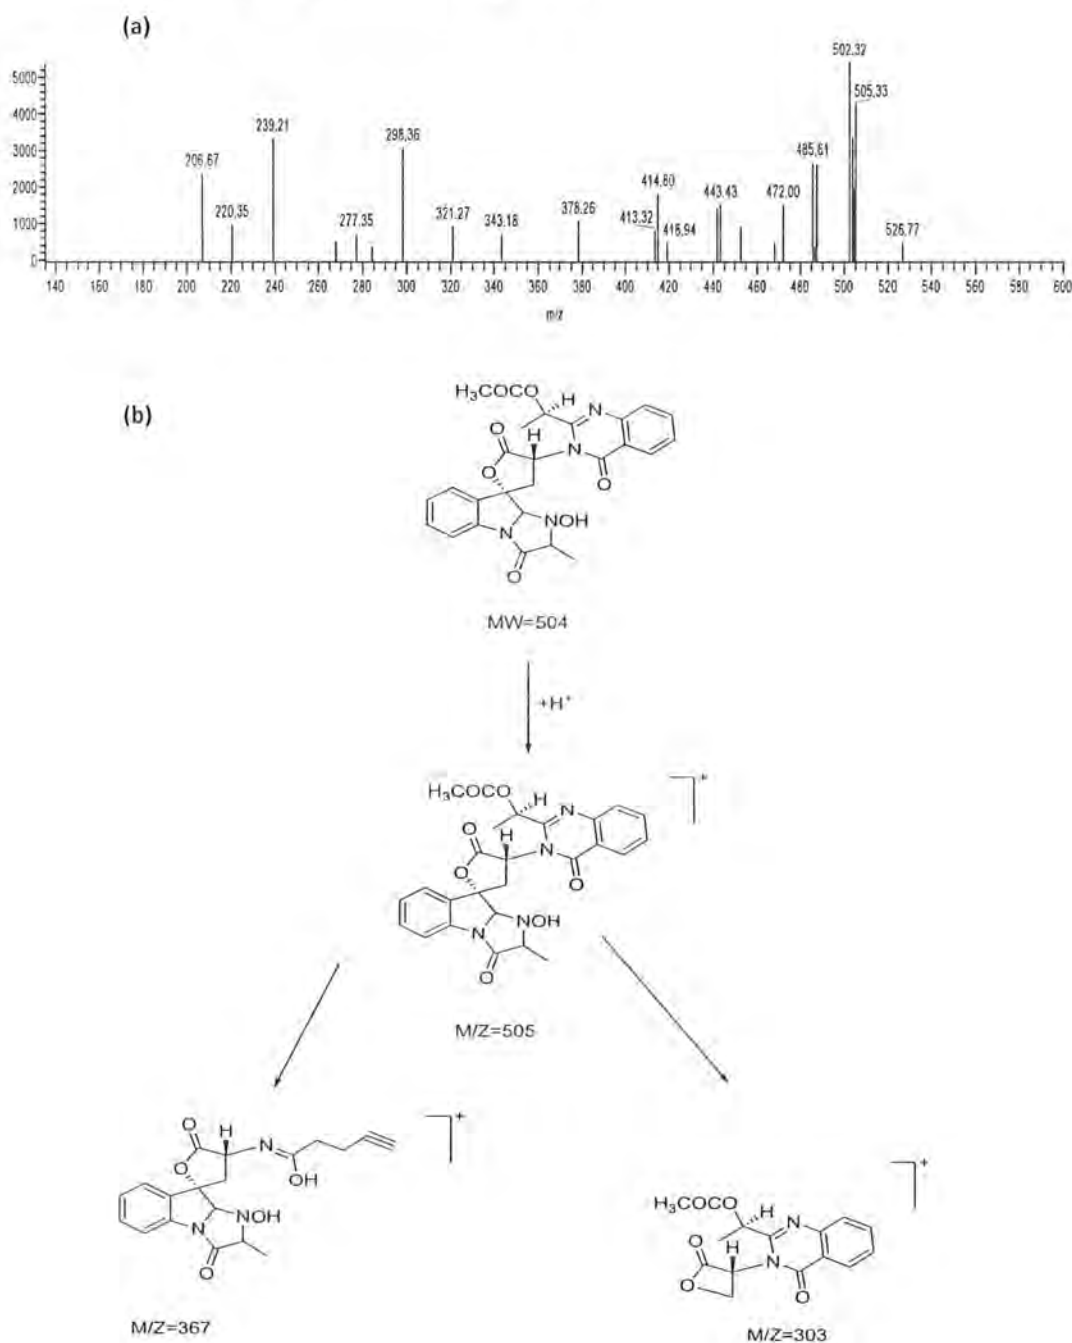 (a)
502,32
5000
505,33
4000
239,21
298,36
3000
206,67
485,61
2000
414,60
443,43
472,00
220,35
378,26
1000
277,35
321,27
343,18
413,32
526,77
0
140 160 180 200 220 240 260 280 300 320 340 360 380 400 420 440 460 480 500 520 540 560 580 600
m/z
(b)
H₃COCO
H
N
O
H
O
N
O
NOH
N
O
MW=504
+H⁺
+
H₃COCO
H
N
O
H
O
N
O
NOH
N
O
M/Z=505
+
O
H
N
O
OH
NOH
N
O
M/Z=367
+
H₃COCO
H
N
O
H
N
O
O
M/Z=303